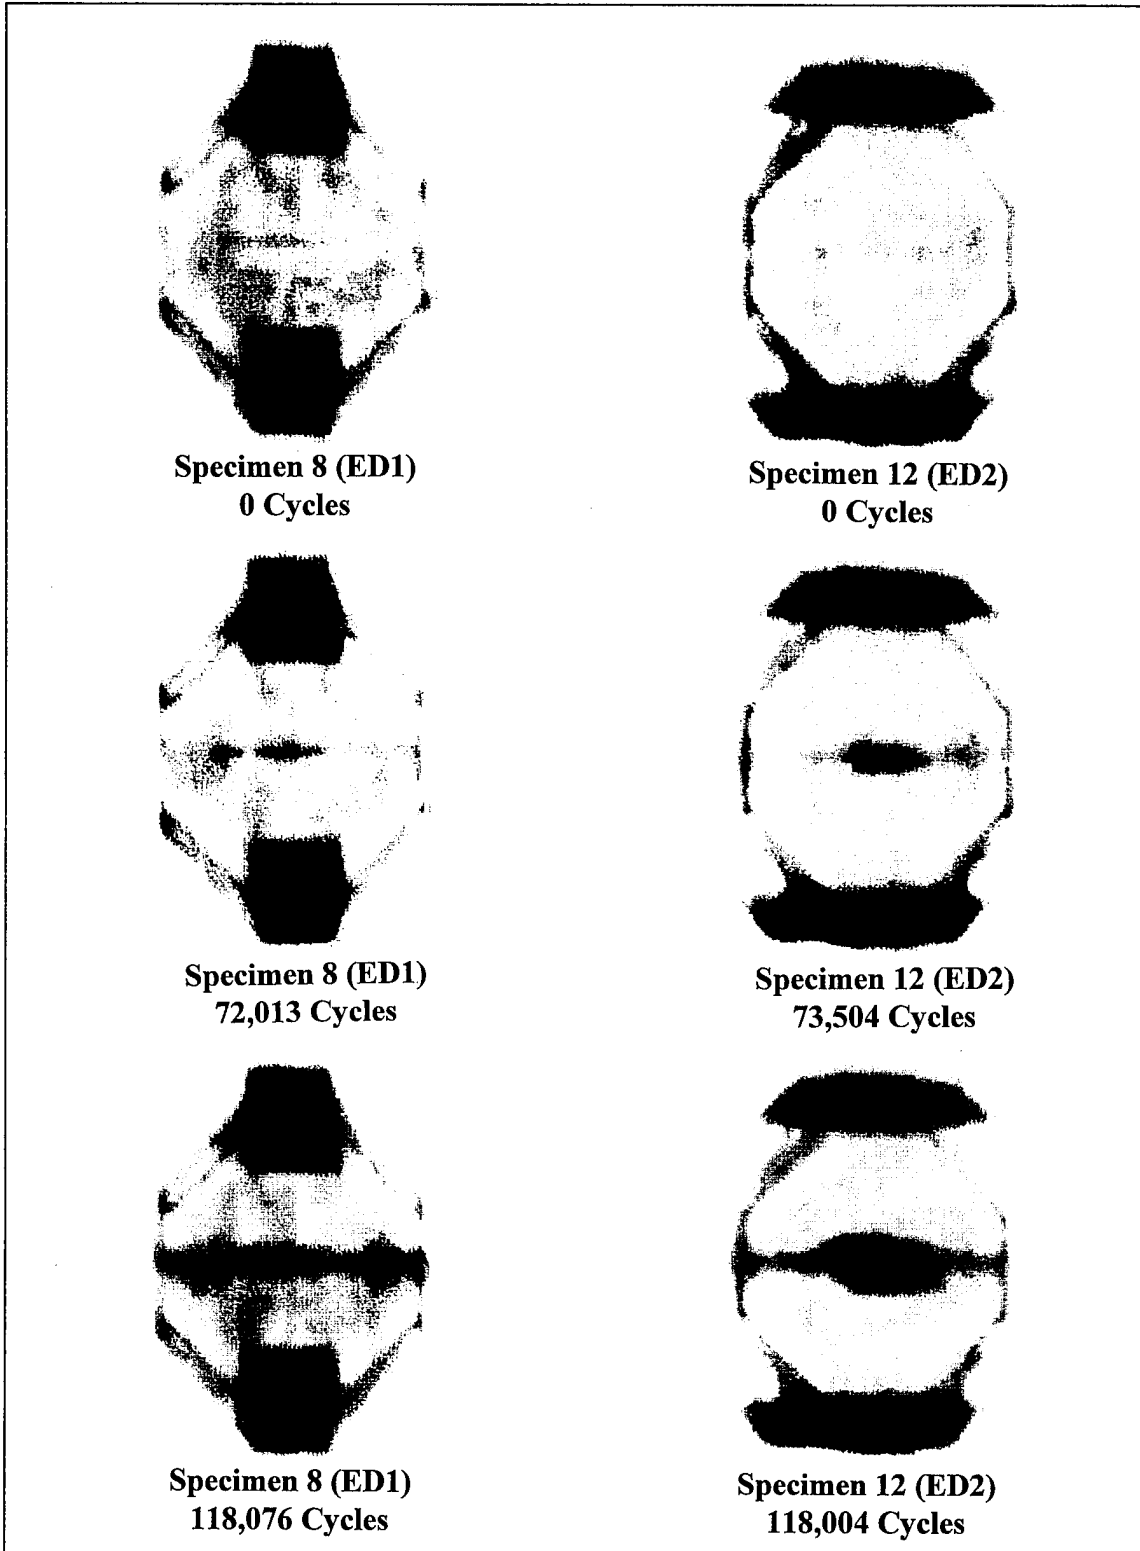 Specimen 8 (ED1)
0 Cycles
Specimen 12 (ED2)
0 Cycles
Specimen 8 (ED1)
72,013 Cycles
Specimen 12 (ED2)
73,504 Cycles
Specimen 8 (ED1)
118,076 Cycles
Specimen 12 (ED2)
118,004 Cycles